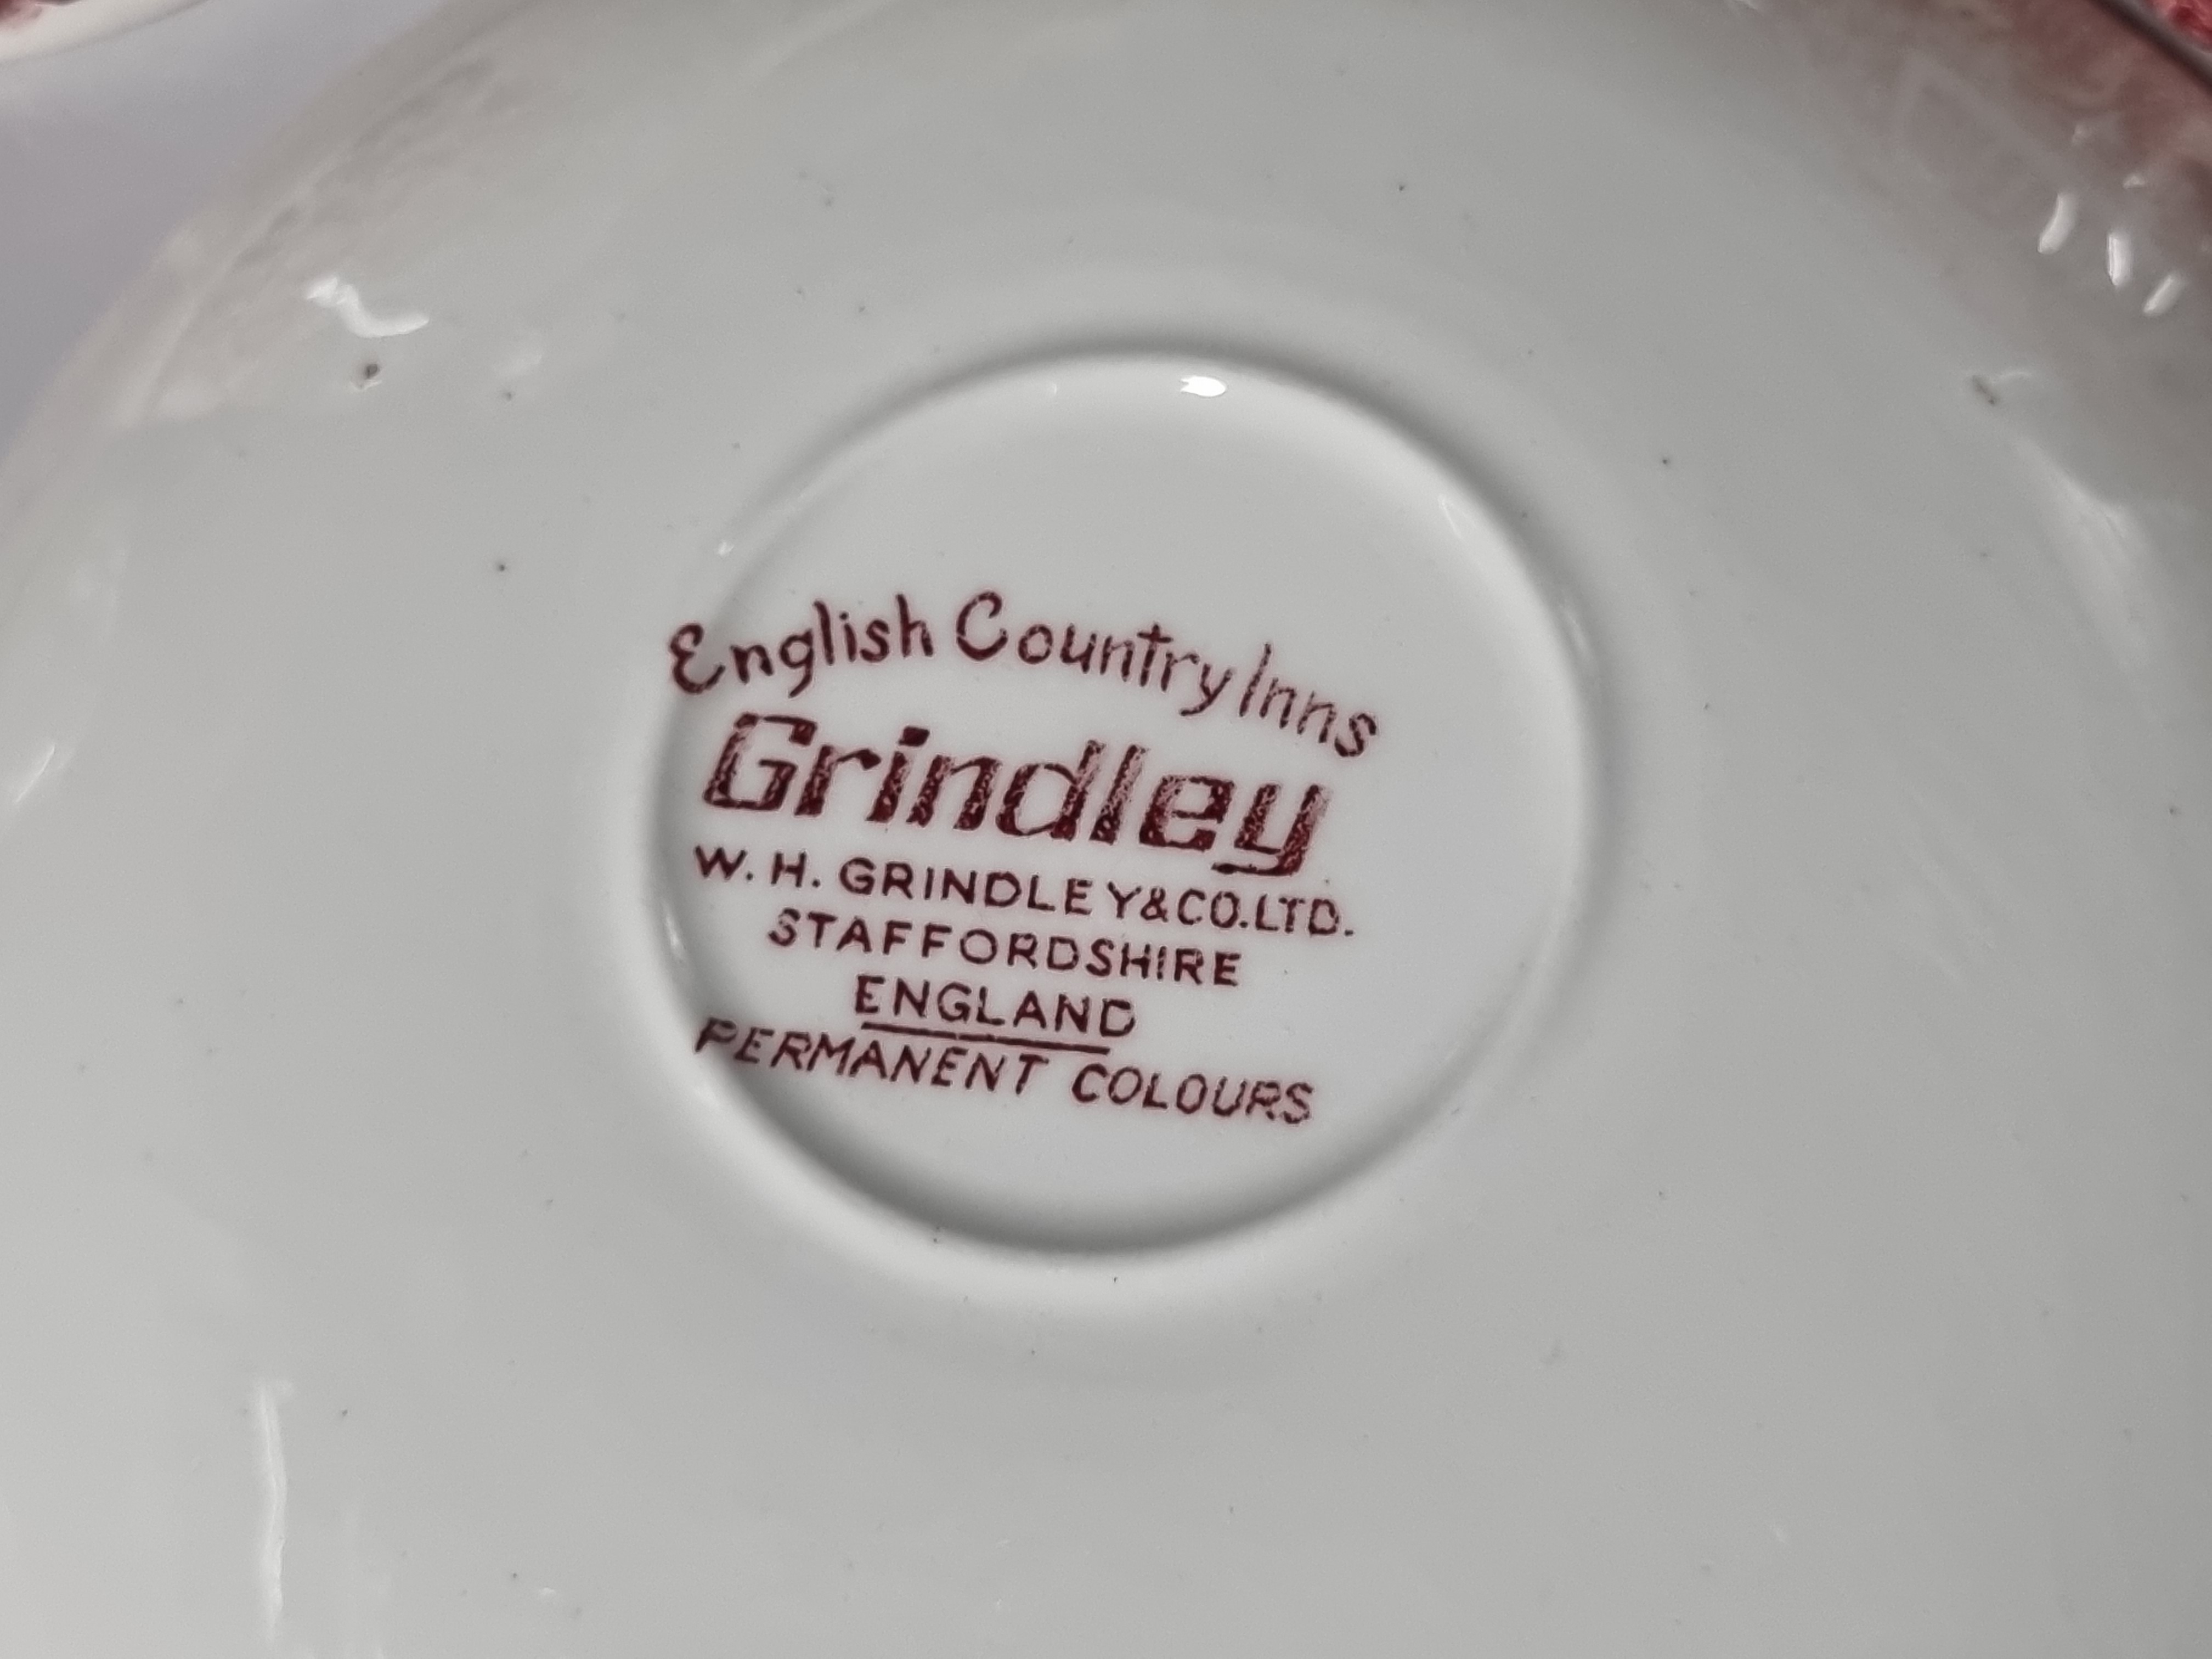 English Country Inns
Grindley
W. H. GRINDLEY & CO. LTD.
STAFFORDSHIRE
ENGLAND
PERMANENT COLOURS